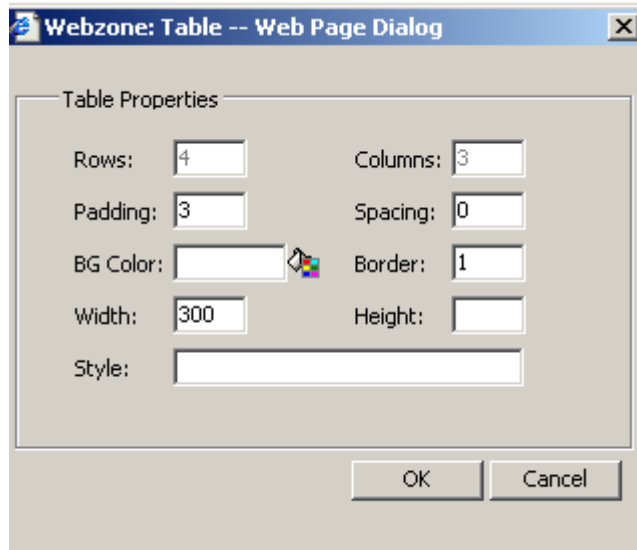 Webzone: Table -- Web Page Dialog
Table Properties
Rows: 4 Columns: 3
Padding: 3 Spacing: 0
BG Color: Border: 1
Width: 300 Height:
Style:
OK Cancel